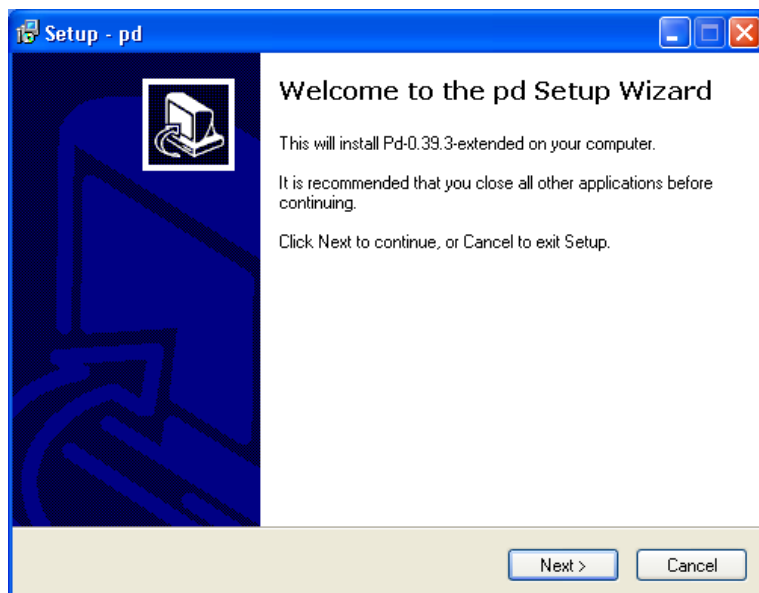 Setup - pd
Welcome to the pd Setup Wizard
This will install Pd-0.39.3-extended on your computer.
It is recommended that you close all other applications before
continuing.
Click Next to continue, or Cancel to exit Setup.
Next >
Cancel